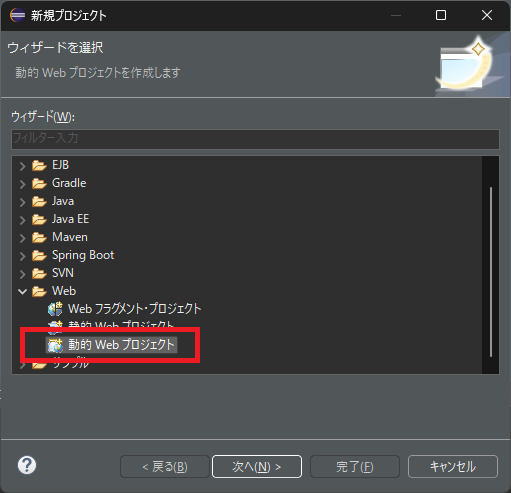 新規プロジェクト
ウィザードを選択
動的 Web プロジェクトを作成します
ウィザード(W):
フィルター入力
EJB
Gradle
Java
Java EE
Maven
Spring Boot
SVN
Web
Web フラグメント・プロジェクト
静的 Web プロジェクト
動的 Web プロジェクト
サンプル
< 戻る(B)
次へ(N) >
完了(F)
キャンセル